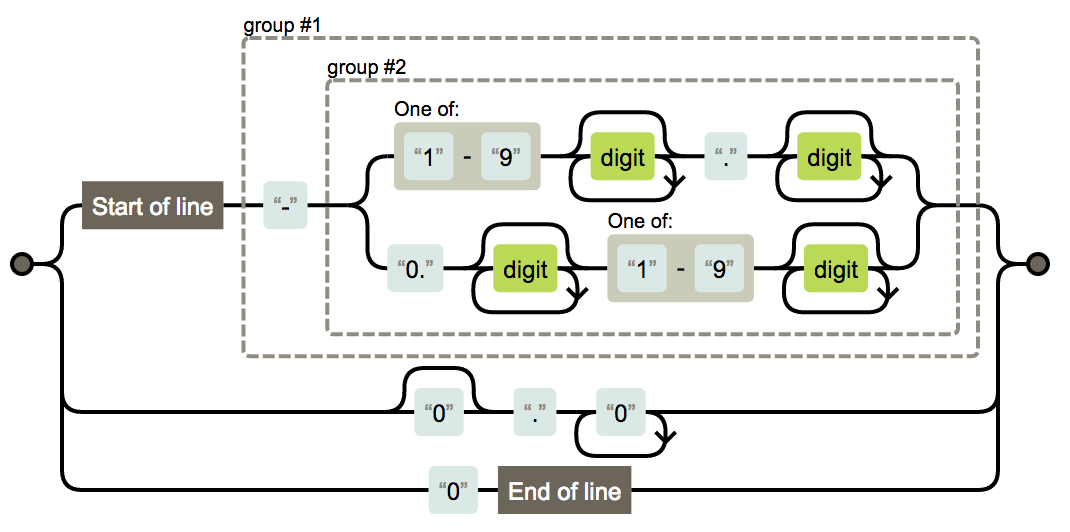 group #1
group #2
One of:
“1” - “9” digit “.” digit
Start of line “-”
One of:
“0.” digit “1” - “9” digit
“0” “.” “0”
“0” End of line